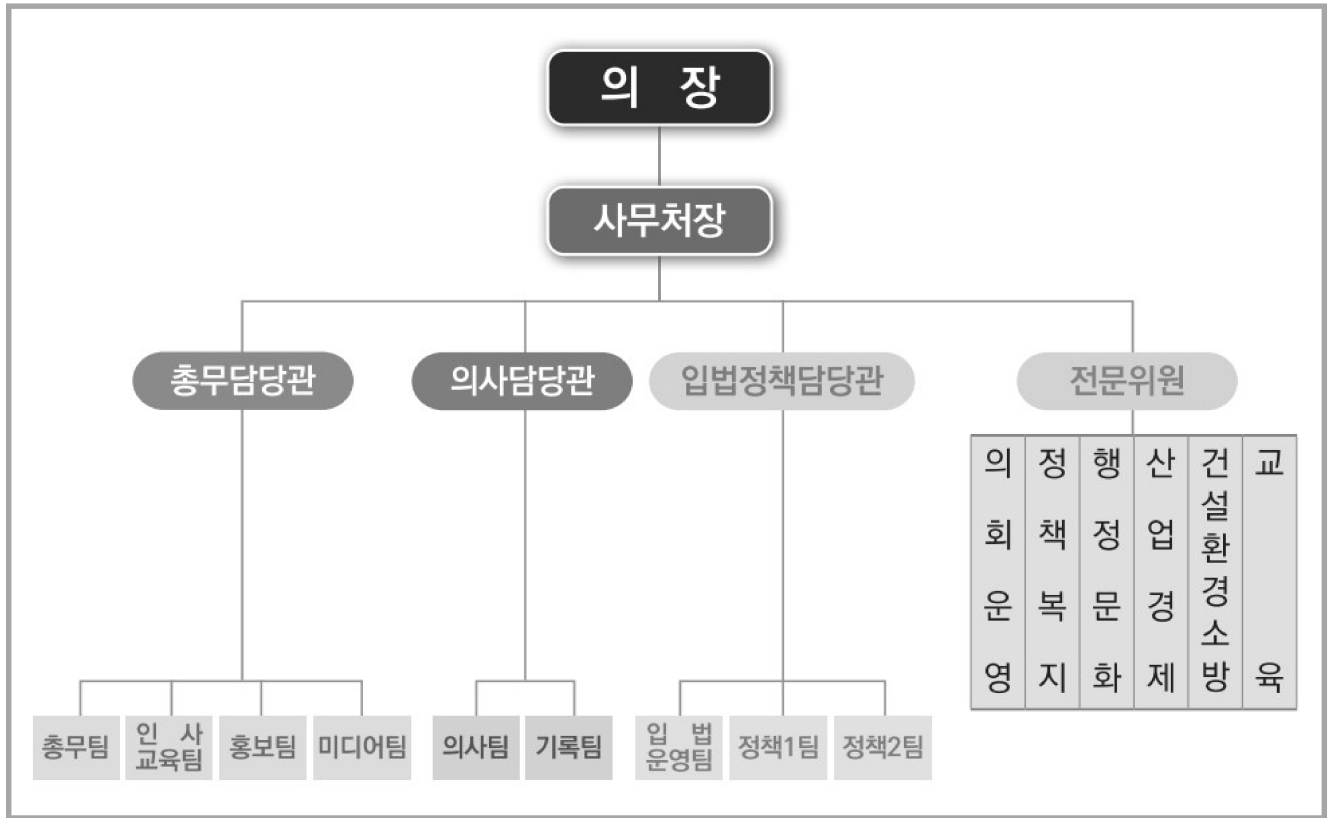 의 장
사무처장
총무담당관
의사담당관
입법정책담당관
전문위원
의회운영
정책복지
행정문화
산업경제
건설환경소방
교육
총무팀
인 사
교육팀
홍보팀
미디어팀
의사팀
기록팀
입 법
운영팀
정책1팀
정책2팀